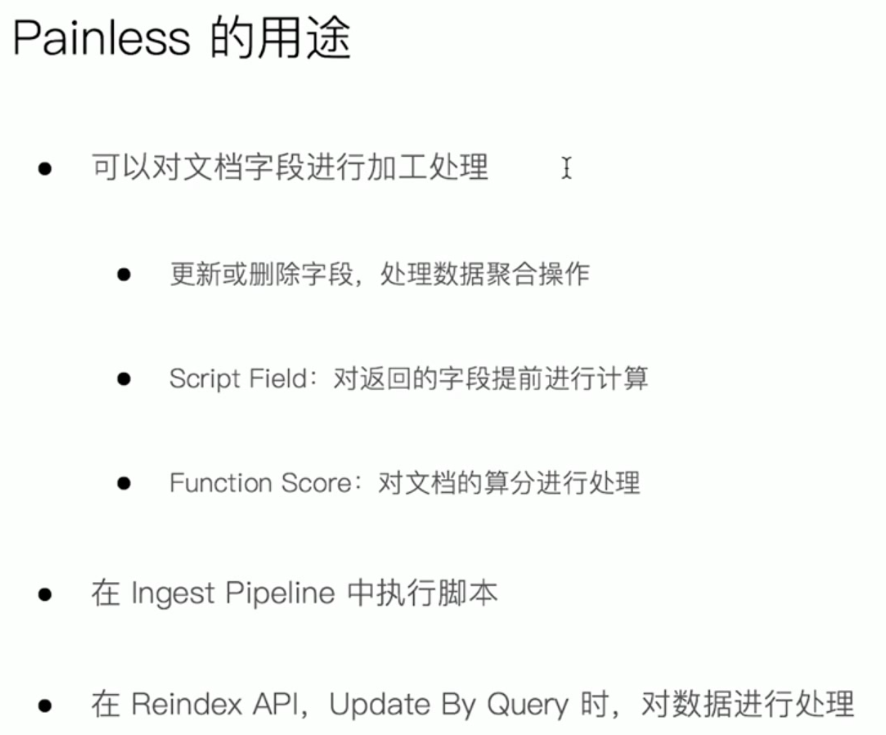 Painless 的用途
可以对文档字段进行加工处理
更新或删除字段，处理数据聚合操作
Script Field：对返回的字段提前进行计算
Function Score：对文档的算分进行处理
在 Ingest Pipeline 中执行脚本
在 Reindex API，Update By Query 时，对数据进行处理